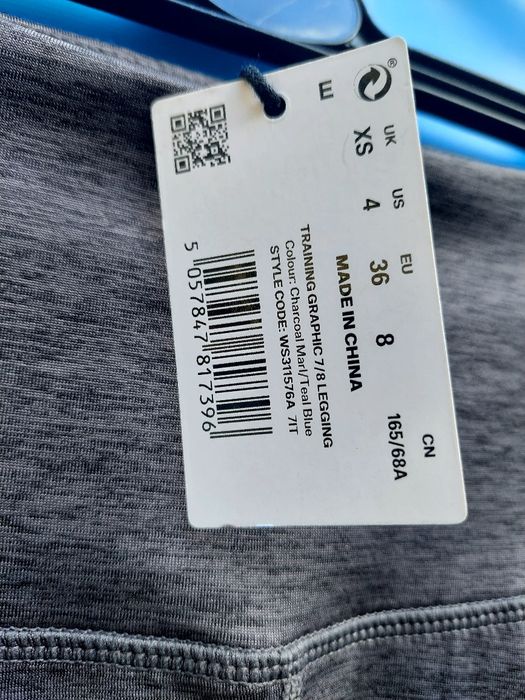 UK US EU CN
XS 4 36 8 165/68A
E
MADE IN CHINA
TRAINING GRAPHIC 7/8 LEGGING
Colour: Charcoal Marl/Teal Blue
STYLE CODE: WS311576A 7IT
5 057847 817396